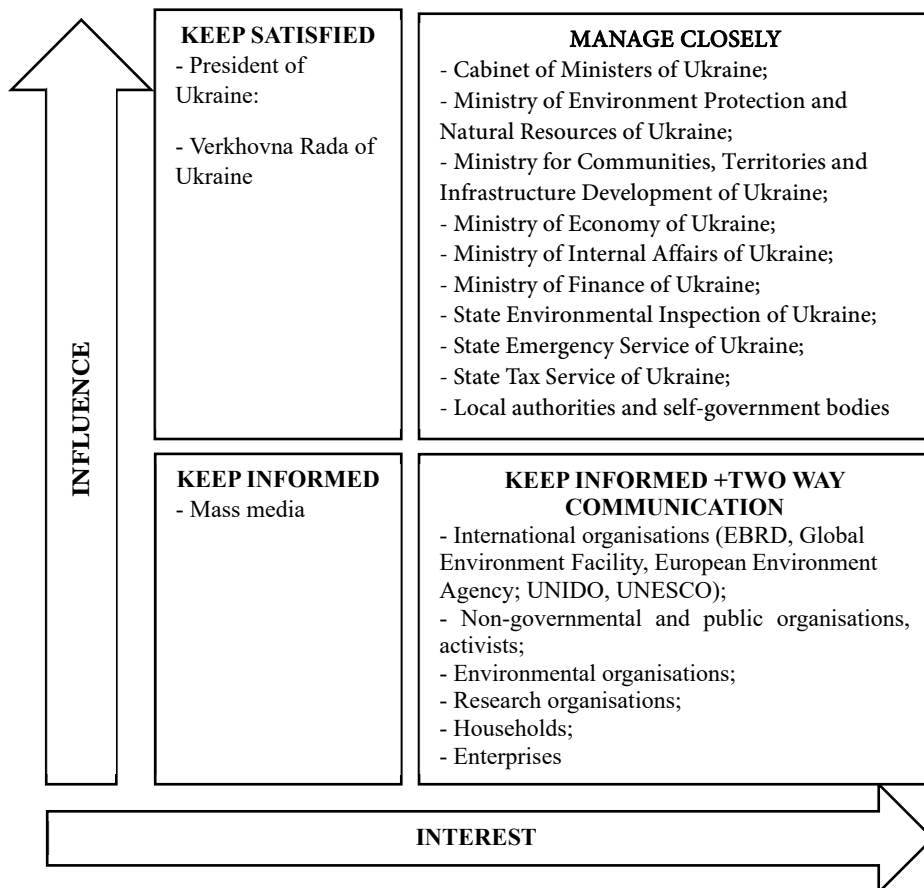 INFLUENCE
KEEP SATISFIED
- President of
Ukraine:
- Verkhovna Rada of
Ukraine
MANAGE CLOSELY
- Cabinet of Ministers of Ukraine;
- Ministry of Environment Protection and
Natural Resources of Ukraine;
- Ministry for Communities, Territories and
Infrastructure Development of Ukraine;
- Ministry of Economy of Ukraine;
- Ministry of Internal Affairs of Ukraine;
- Ministry of Finance of Ukraine;
- State Environmental Inspection of Ukraine;
- State Emergency Service of Ukraine;
- State Tax Service of Ukraine;
- Local authorities and self-government bodies
KEEP INFORMED
- Mass media
KEEP INFORMED +TWO WAY
COMMUNICATION
- International organisations (EBRD, Global
Environment Facility, European Environment
Agency; UNIDO, UNESCO);
- Non-governmental and public organisations,
activists;
- Environmental organisations;
- Research organisations;
- Households;
- Enterprises
INTEREST